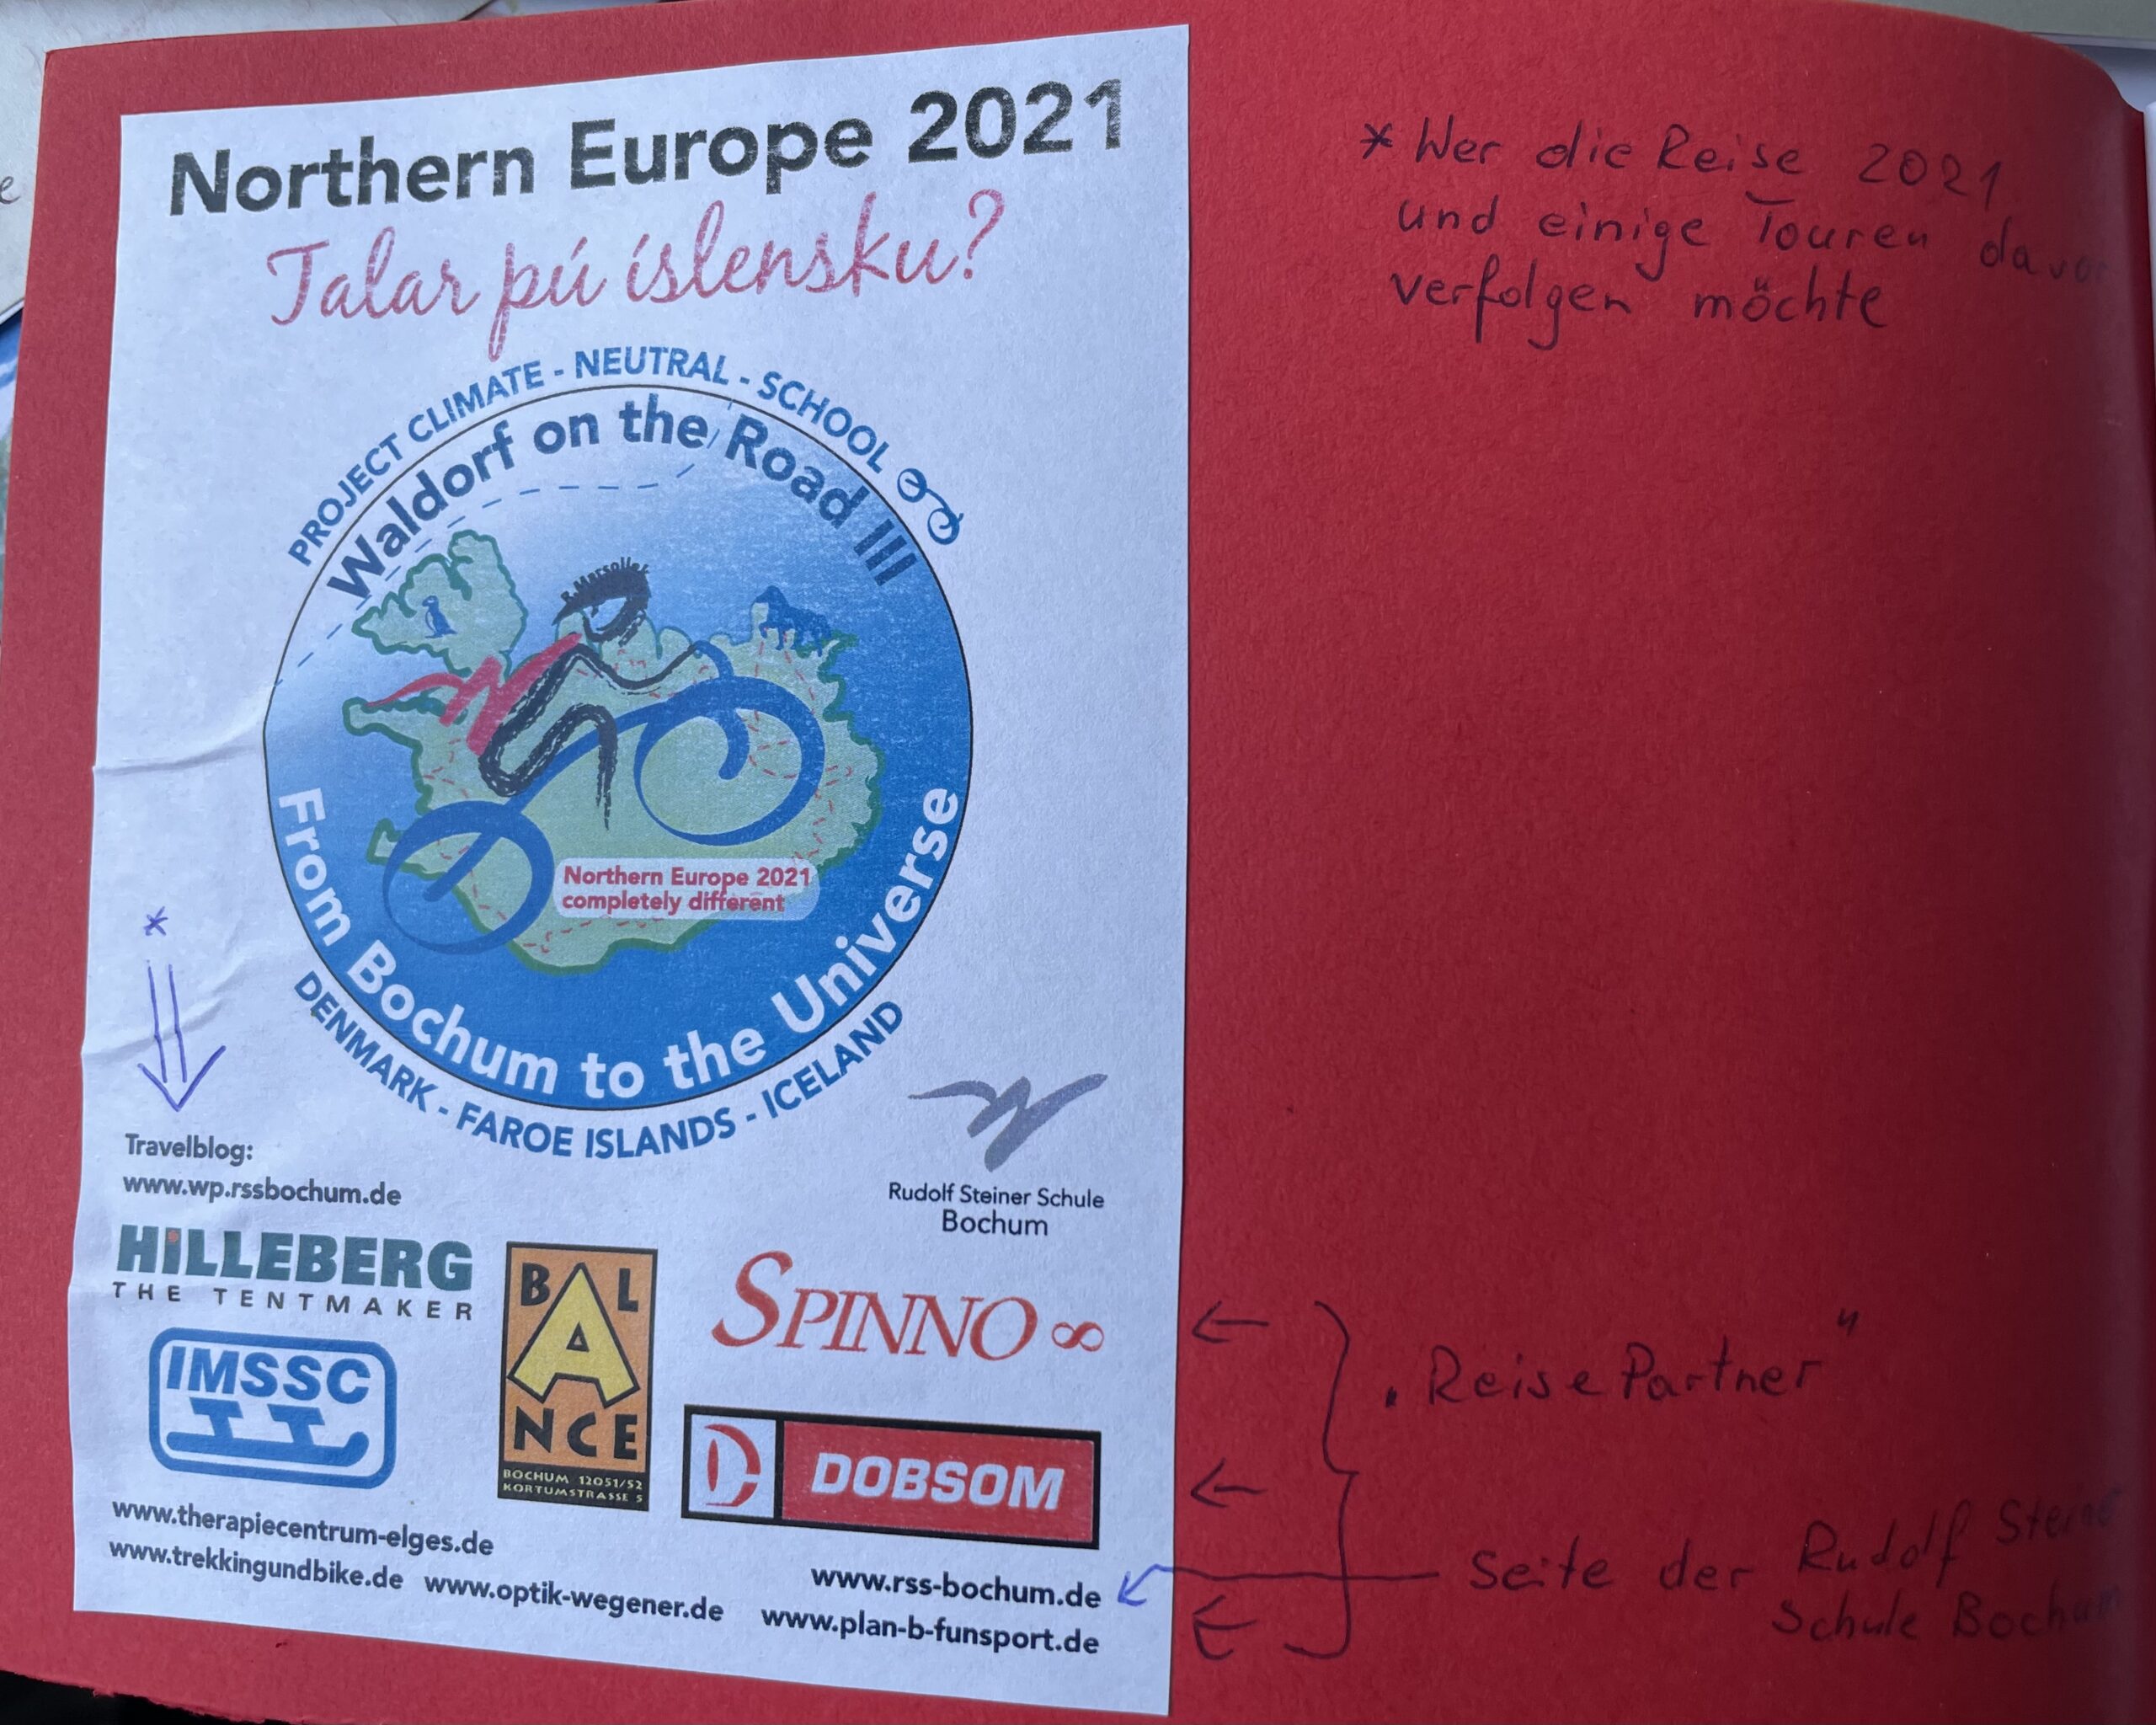 Northern Europe 2021
Talar þú íslensku?
PROJECT CLIMATE - NEUTRAL - SCHOOL
Waldorf on the Road III
R. Marsollek
Northern Europe 2021
completely different
From Bochum to the Universe
DENMARK - FAROE ISLANDS - ICELAND
*
Travelblog:
www.wp.rssbochum.de
Rudolf Steiner Schule
Bochum
HILLEBERG
THE TENTMAKER
IMSSC
BALANCE
BOCHUM 12051/52
KORTUMSTRASSE 5
SPINNO ∞
DOBSOM
www.therapiecentrum-elges.de
www.trekkingundbike.de www.optik-wegener.de
www.rss-bochum.de
www.plan-b-funsport.de
* Wer die Reise 2021
und einige Touren davor
verfolgen möchte
"Reise Partner"
Seite der Rudolf Steiner
Schule Bochum